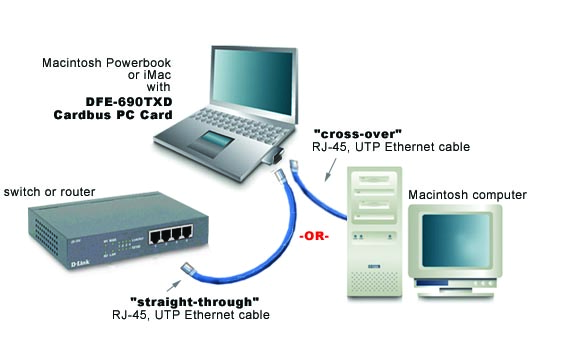 Macintosh Powerbook
or iMac
with
DFE-690TXD
Cardbus PC Card
"cross-over"
RJ-45, UTP Ethernet cable
switch or router
Macintosh computer
-OR-
D-Link
"straight-through"
RJ-45, UTP Ethernet cable